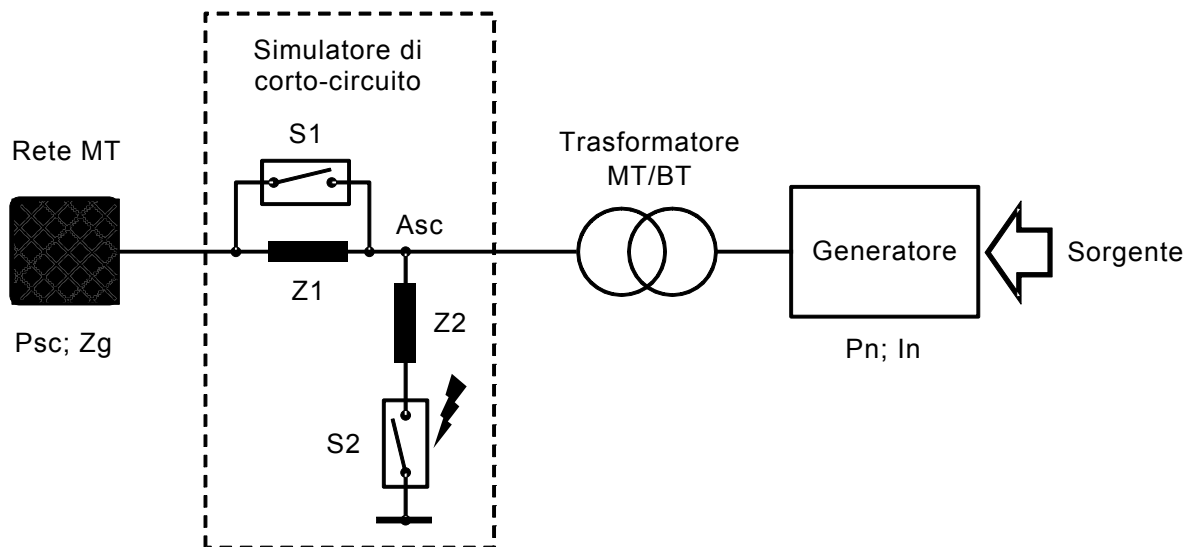 Simulatore di
corto-circuito
S1
Rete MT
Trasformatore
MT/BT
Asc
Generatore
Sorgente
Z1
Z2
Psc; Zg
Pn; In
S2